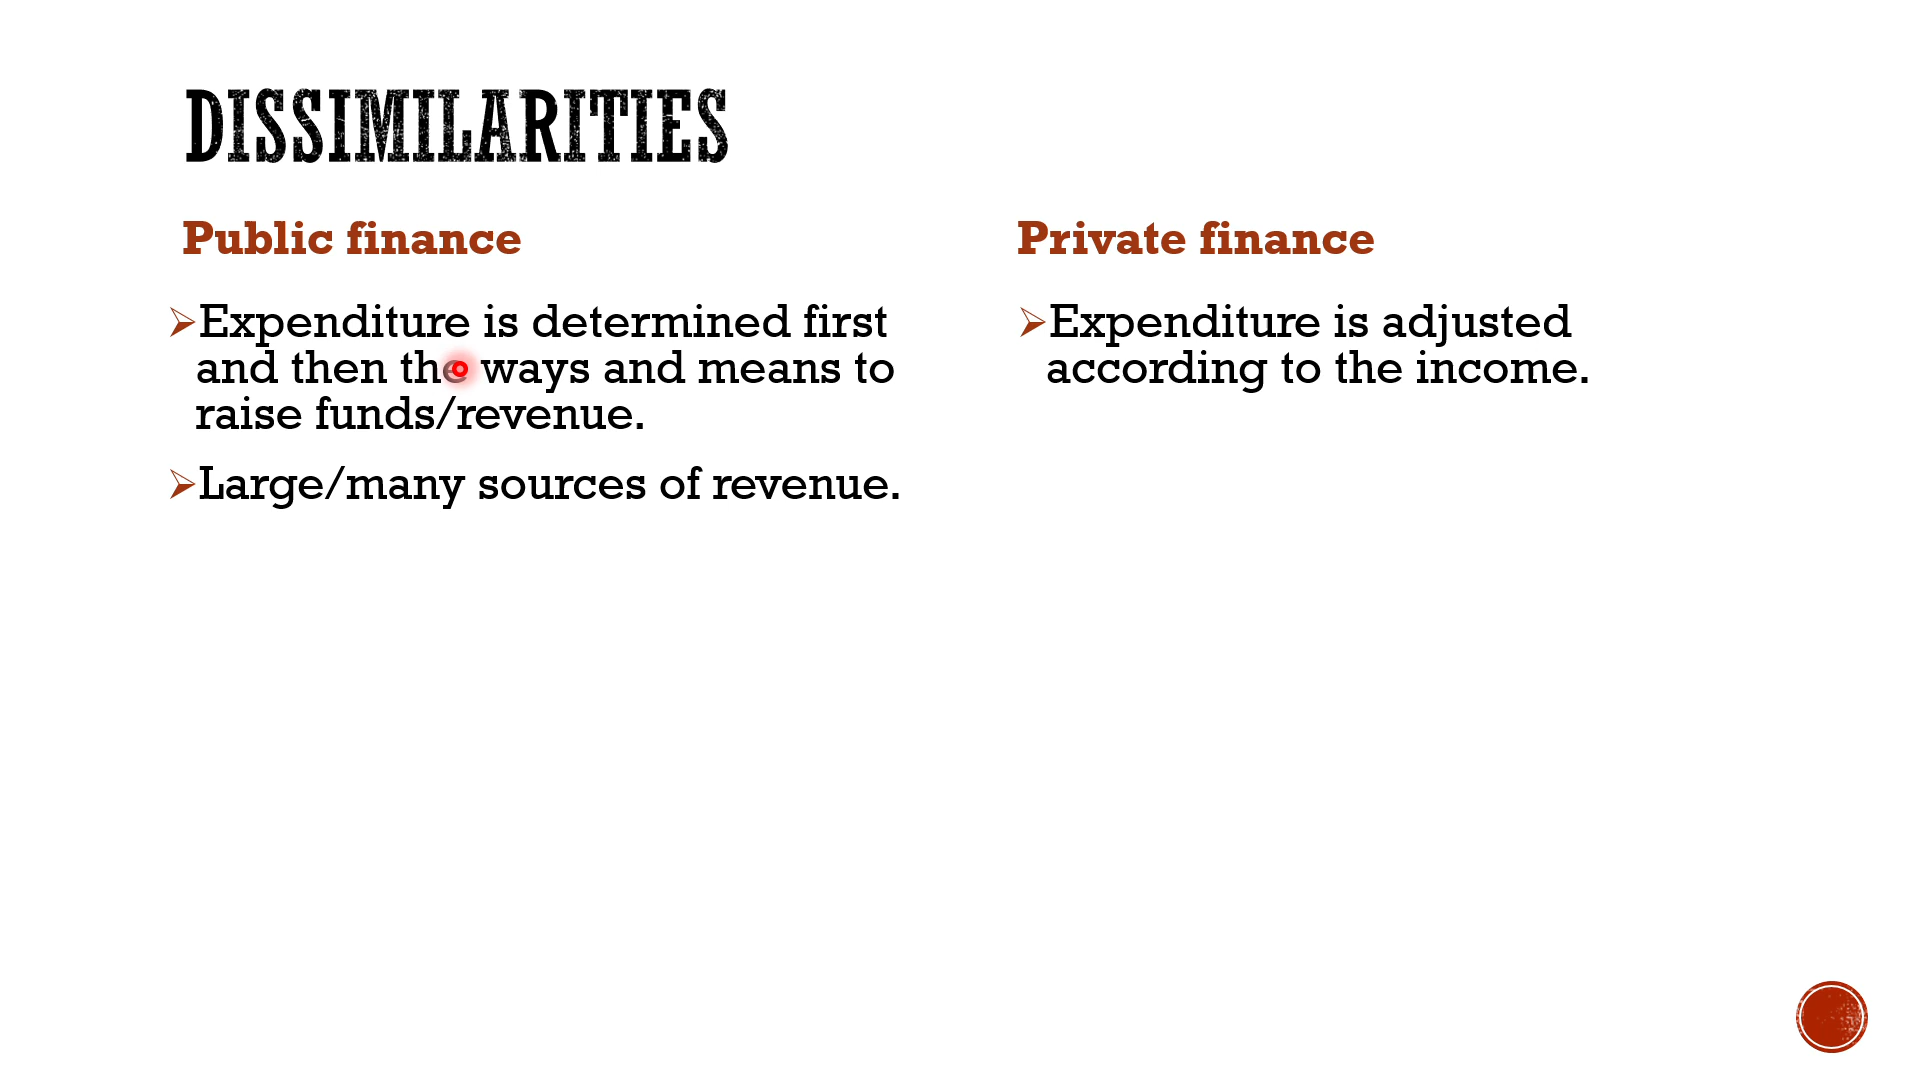 DISSIMILARITIES
Public finance
➢Expenditure is determined first
and then the ways and means to
raise funds/revenue.
➢Large/many sources of revenue.
Private finance
➢Expenditure is adjusted
according to the income.